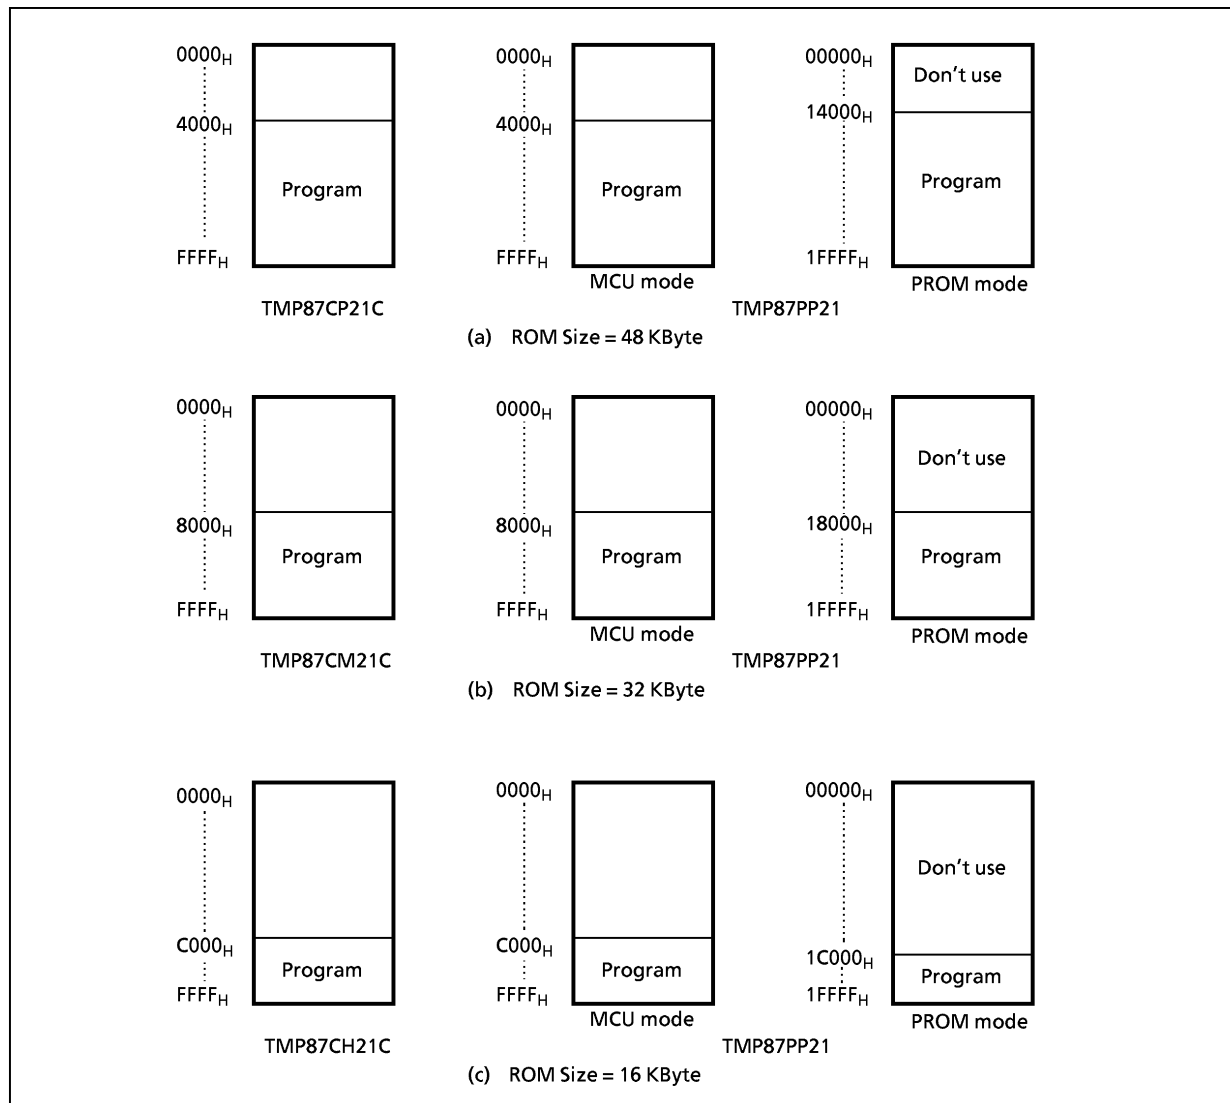 0000H 0000H 00000H
Don't use
4000H 4000H 14000H
Program Program Program
FFFFH FFFFH 1FFFFH
MCU mode PROM mode
TMP87CP21C TMP87PP21
(a) ROM Size = 48 KByte
0000H 0000H 00000H
Don't use
8000H 8000H 18000H
Program Program Program
FFFFH FFFFH 1FFFFH
MCU mode PROM mode
TMP87CM21C TMP87PP21
(b) ROM Size = 32 KByte
0000H 0000H 00000H
Don't use
C000H C000H 1C000H
Program Program Program
FFFFH FFFFH 1FFFFH
MCU mode PROM mode
TMP87CH21C TMP87PP21
(c) ROM Size = 16 KByte